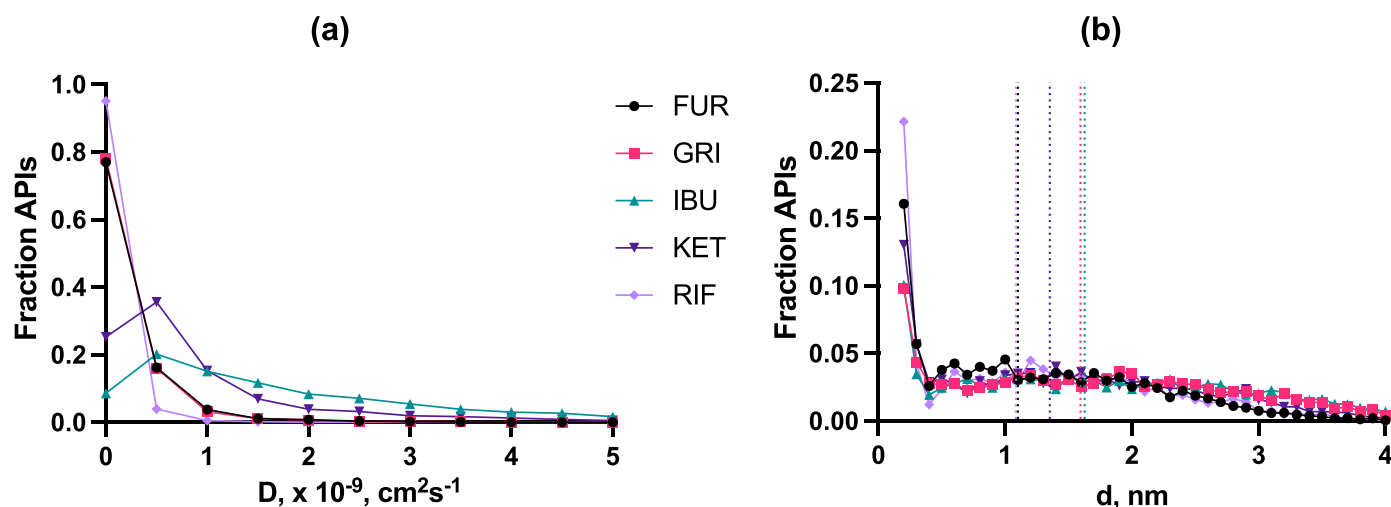 (a)
Fraction APIs
1.0
0.8
0.6
0.4
0.2
0.0
0 1 2 3 4 5
D, x 10⁻⁹, cm²s⁻¹
FUR
GRI
IBU
KET
RIF
(b)
Fraction APIs
0.25
0.20
0.15
0.10
0.05
0.00
0 1 2 3 4
d, nm